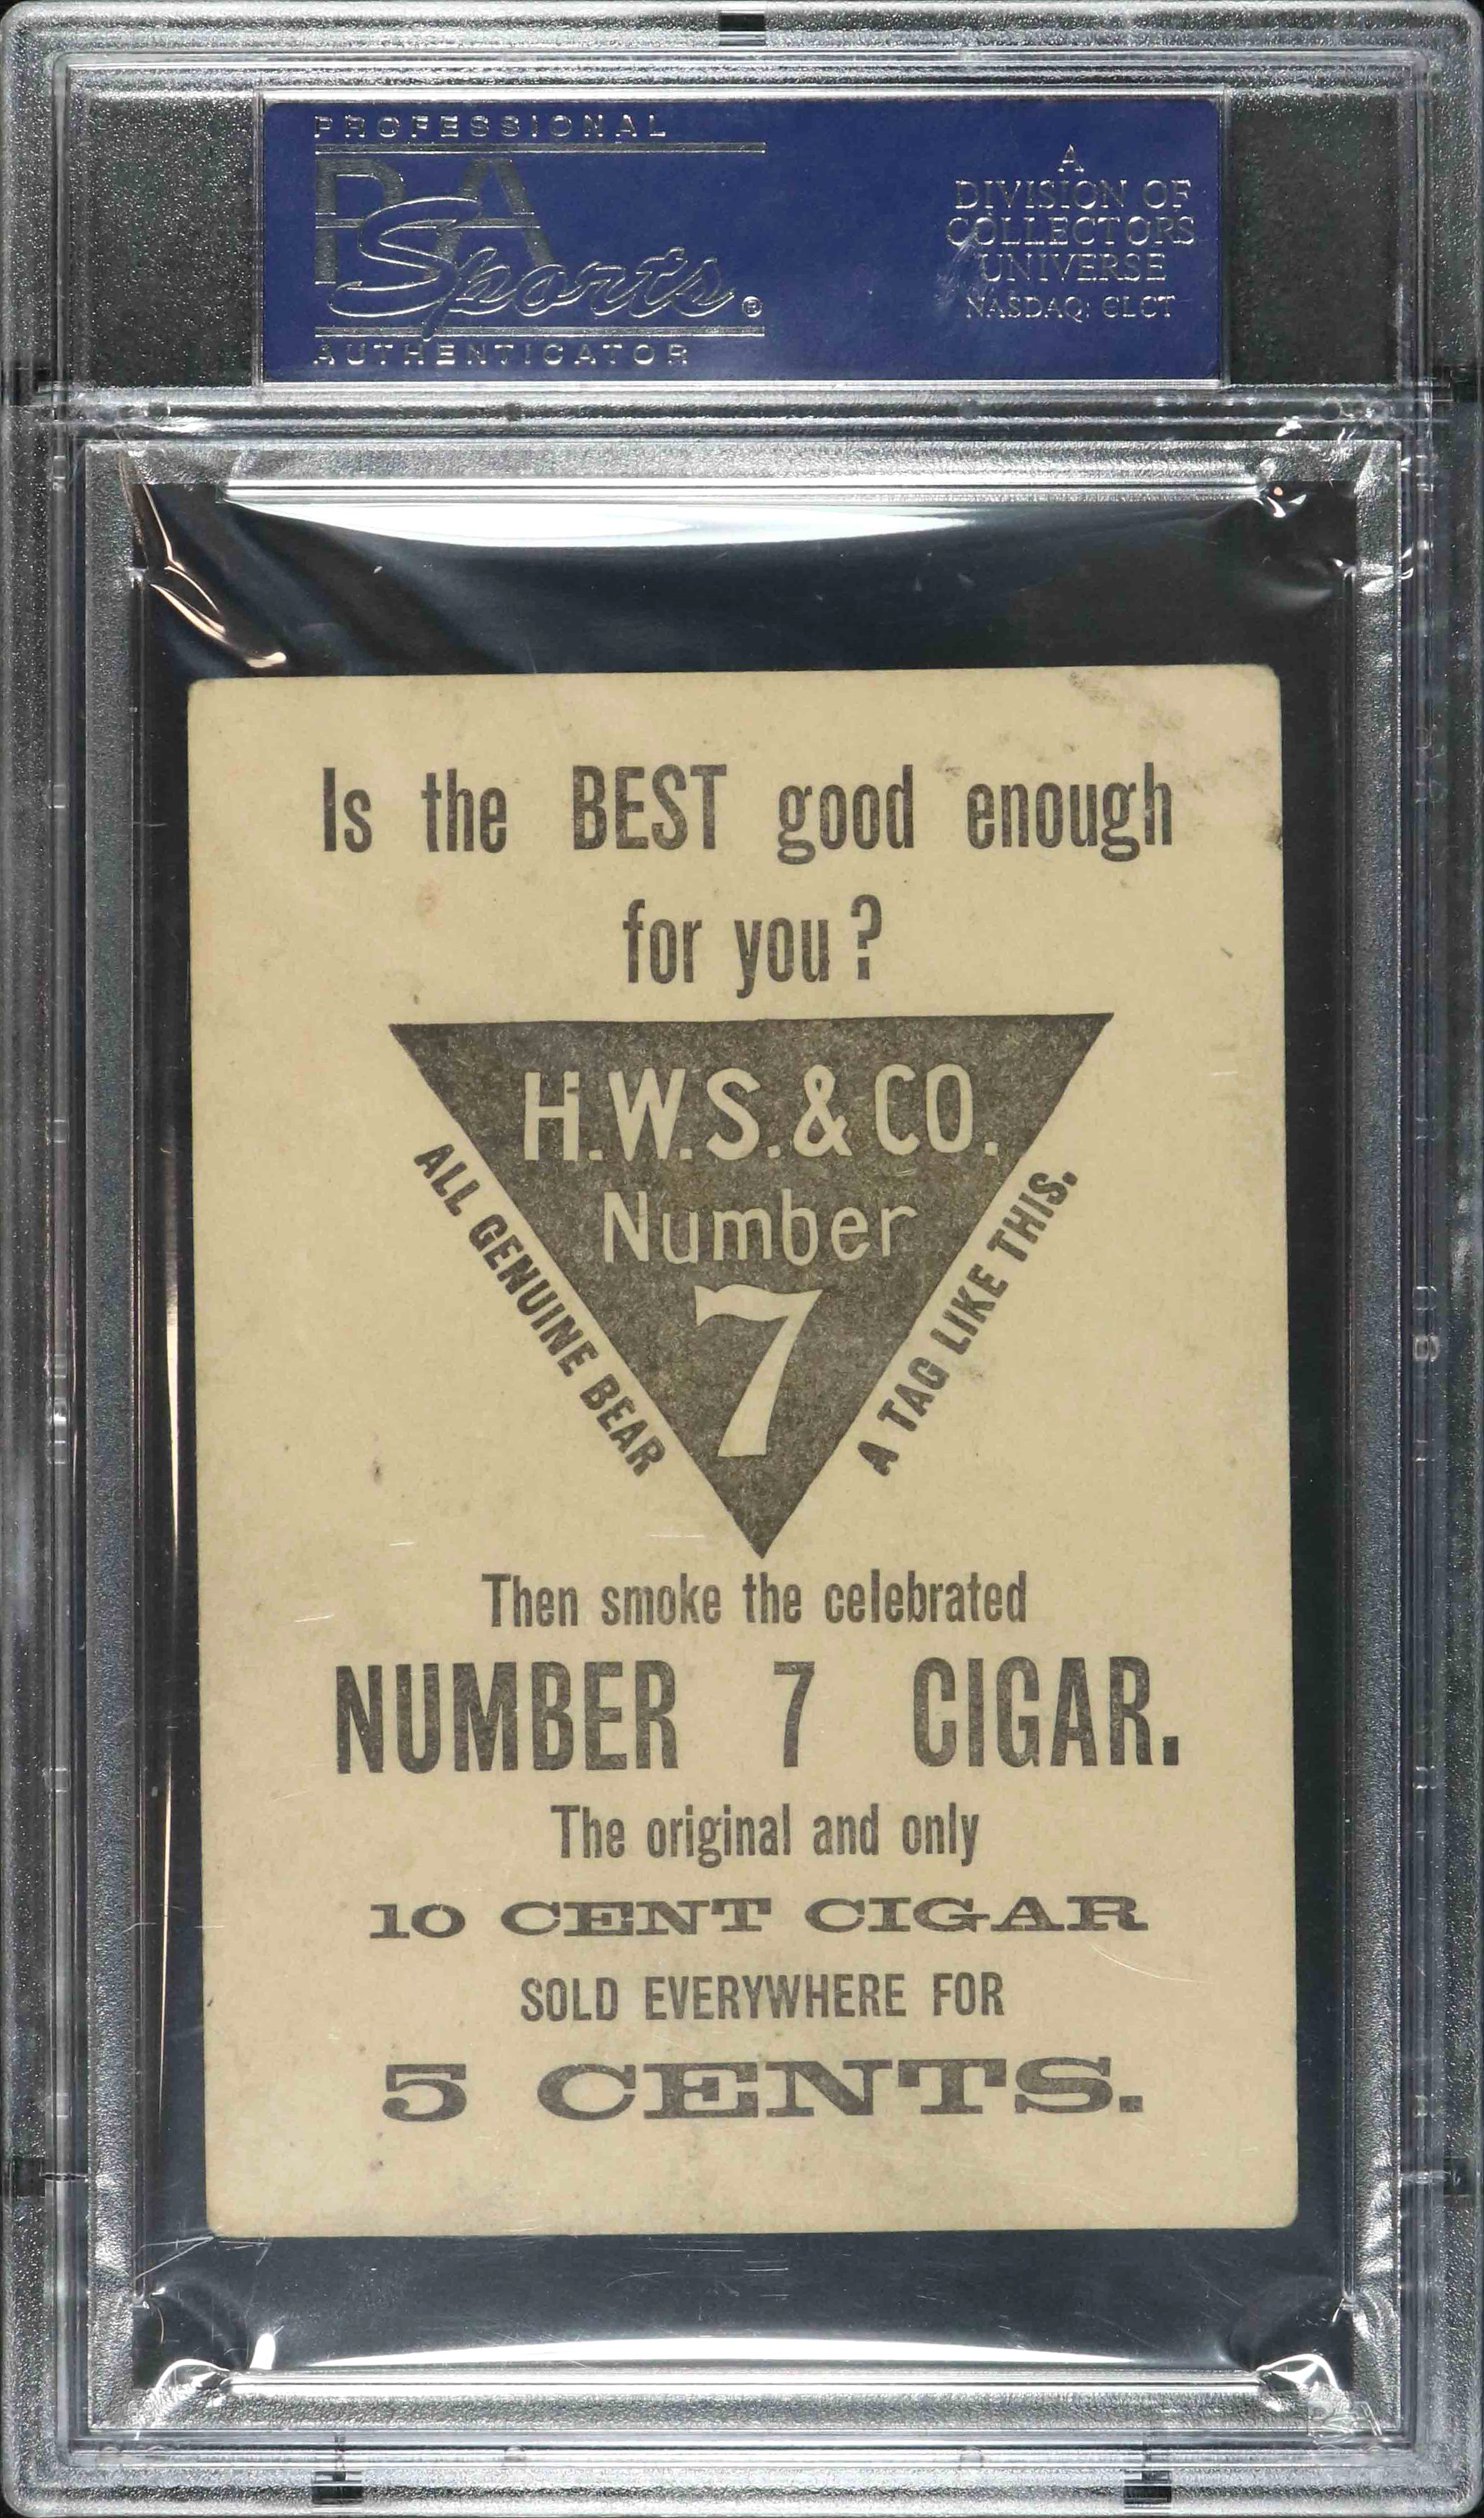 PROFESSIONAL
PSA
Sports®
AUTHENTICATOR
A
DIVISION OF
COLLECTORS
UNIVERSE
NASDAQ: CLCT
Is the BEST good enough
for you?
H.W.S.&CO.
Number
7
ALL GENUINE BEAR
A TAG LIKE THIS.
Then smoke the celebrated
NUMBER 7 CIGAR.
The original and only
10 CENT CIGAR
SOLD EVERYWHERE FOR
5 CENTS.